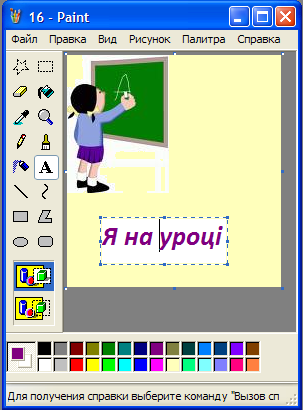 16 - Paint
Файл Правка Вид Рисунок Палитра Справка
A
A
Я на уроці
Для получения справки выберите команду "Вызов сп